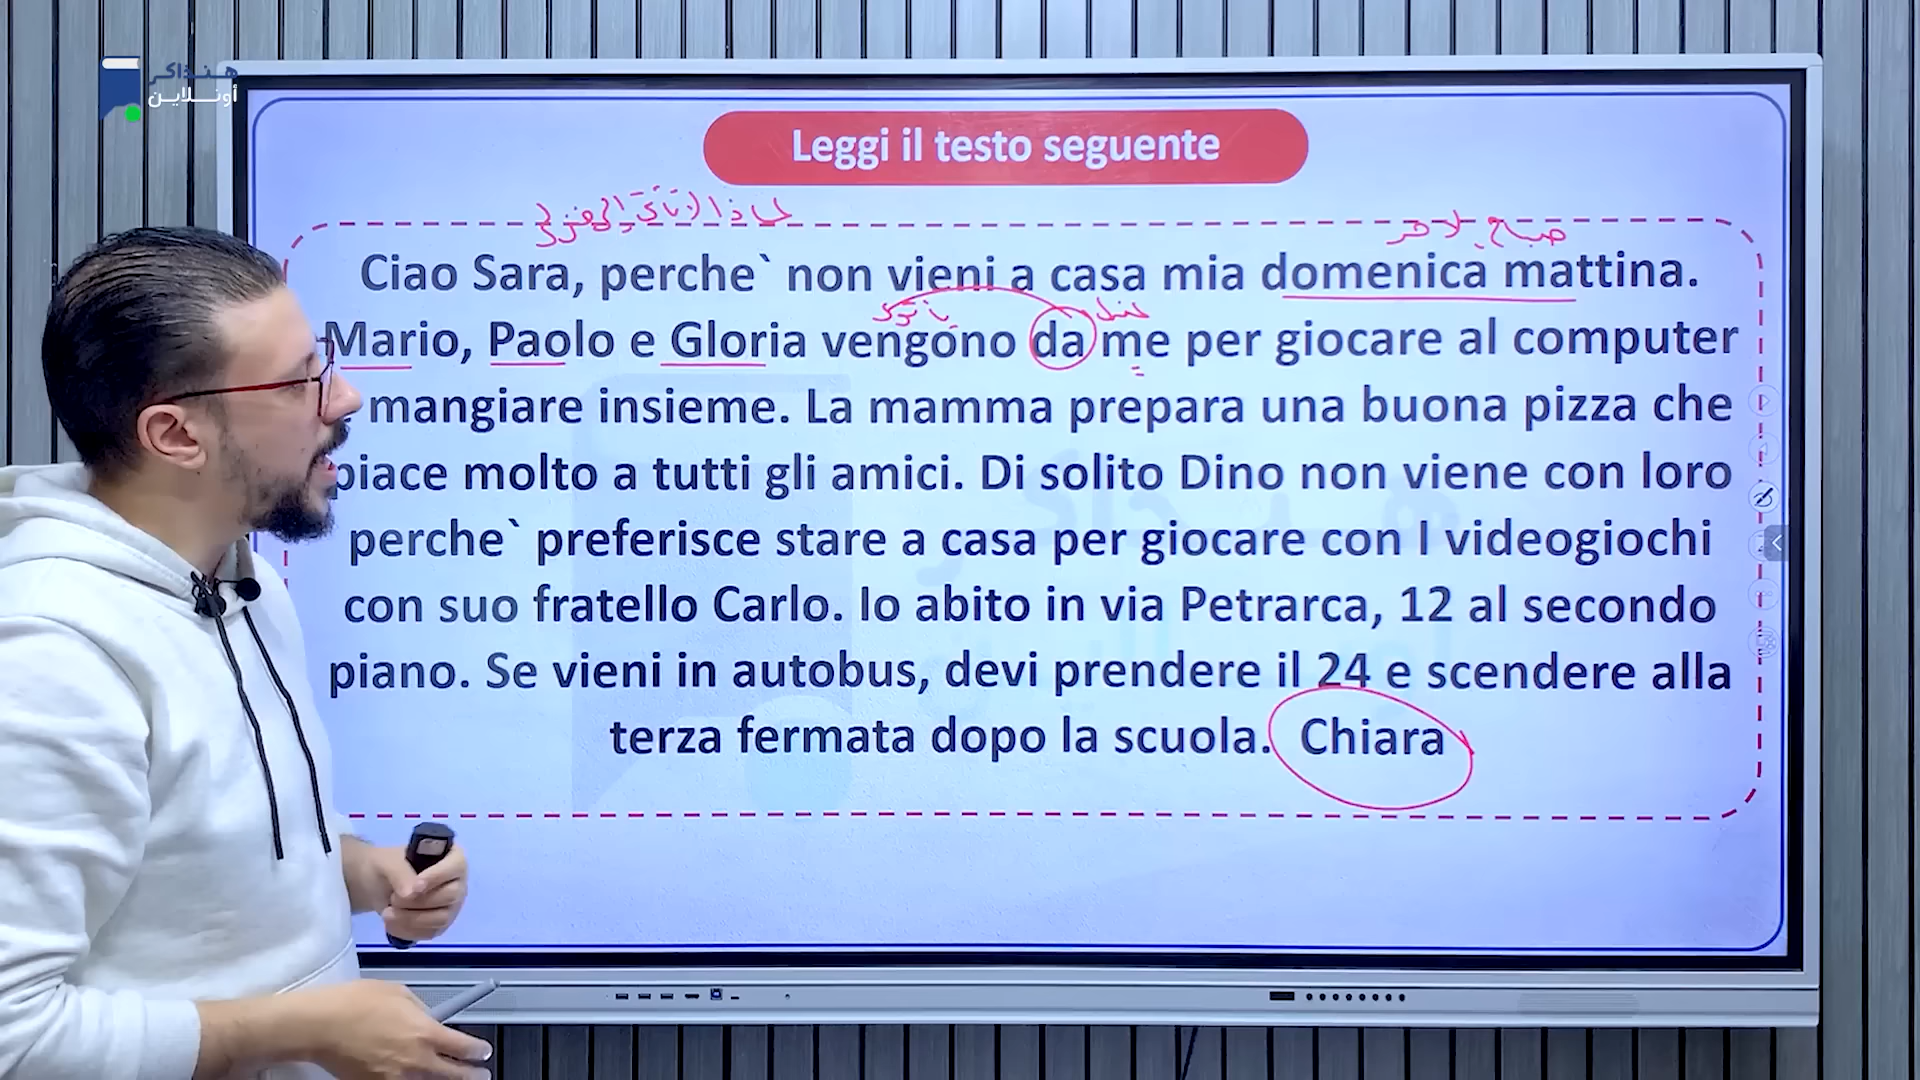 هنذاكر
أونلاين
Leggi il testo seguente
Ciao Sara, perche` non vieni a casa mia domenica mattina.
Mario, Paolo e Gloria vengono da me per giocare al computer
mangiare insieme. La mamma prepara una buona pizza che
piace molto a tutti gli amici. Di solito Dino non viene con loro
perche` preferisce stare a casa per giocare con I videogiochi
con suo fratello Carlo. Io abito in via Petrarca, 12 al secondo
piano. Se vieni in autobus, devi prendere il 24 e scendere alla
terza fermata dopo la scuola. Chiara